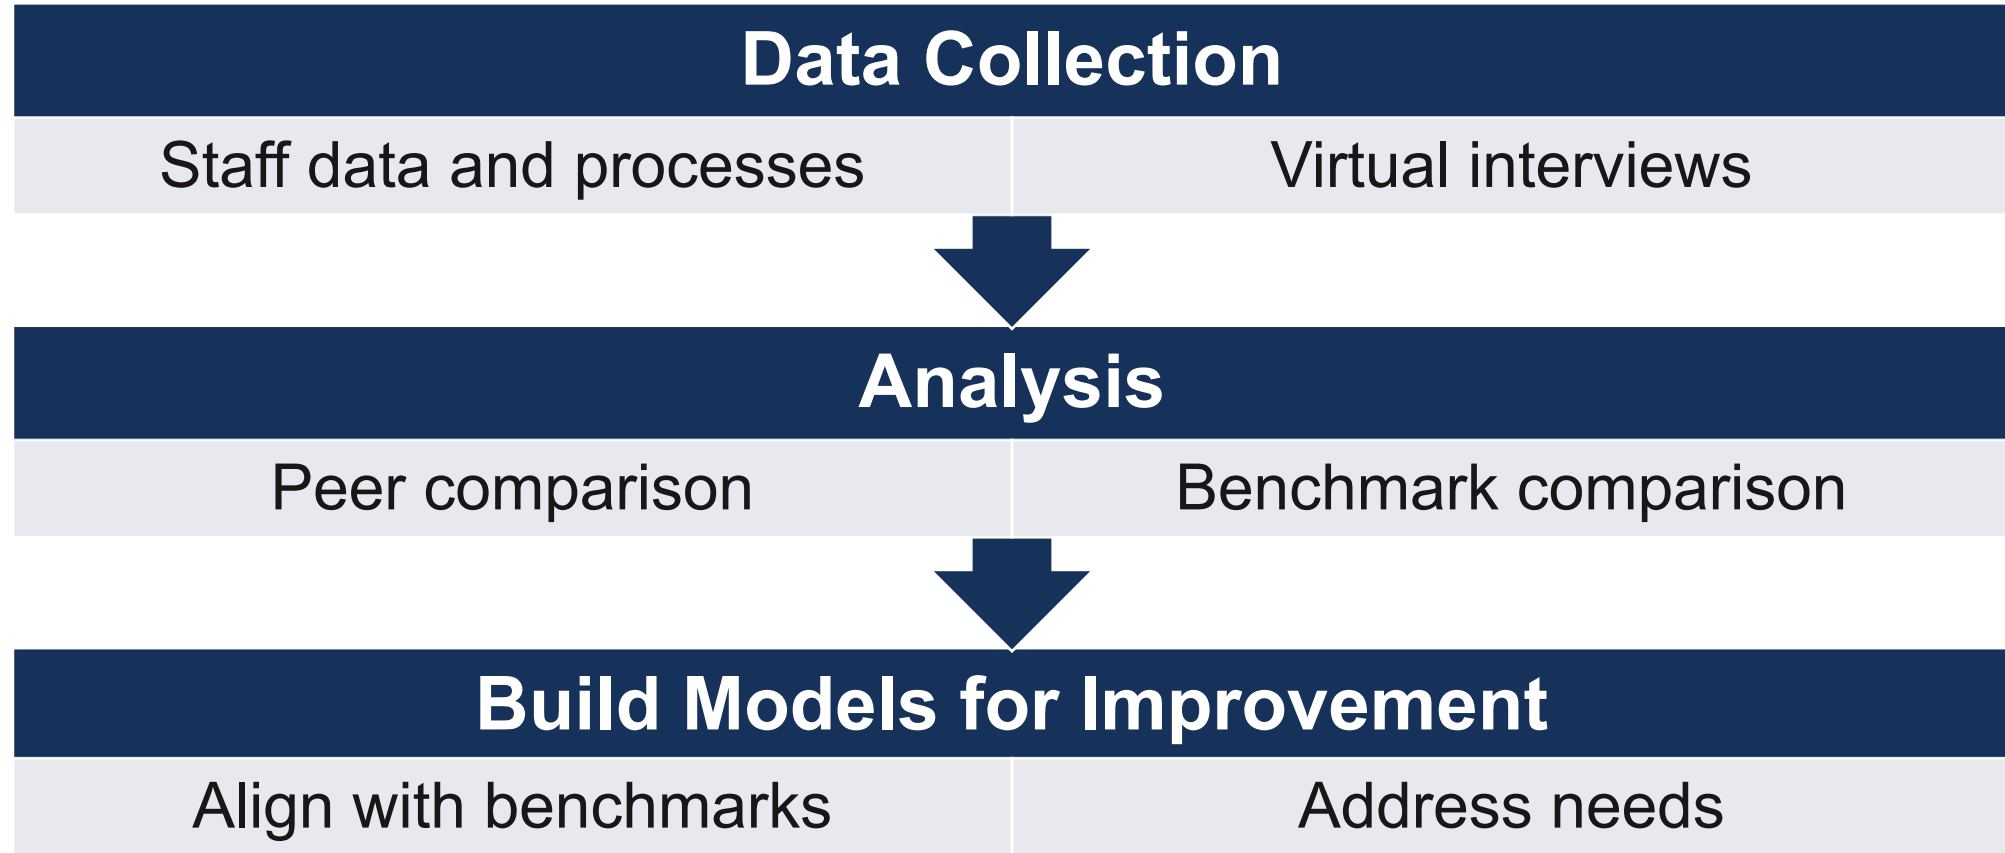 Data Collection
Staff data and processes
Virtual interviews
Analysis
Peer comparison
Benchmark comparison
Build Models for Improvement
Align with benchmarks
Address needs